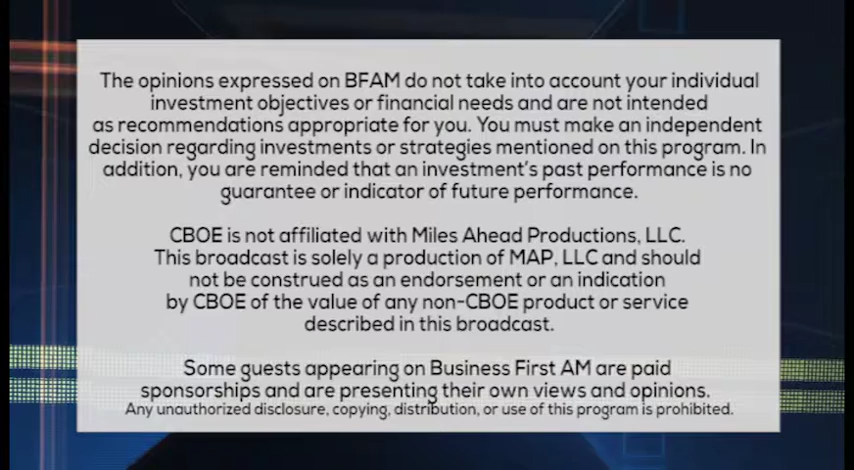 The opinions expressed on BFAM do not take into account your individual
investment objectives or financial needs and are not intended
as recommendations appropriate for you. You must make an independent
decision regarding investments or strategies mentioned on this program. In
addition, you are reminded that an investment's past performance is no
guarantee or indicator of future performance.
CBOE is not affiliated with Miles Ahead Productions, LLC.
This broadcast is solely a production of MAP, LLC and should
not be construed as an endorsement or an indication
by CBOE of the value of any non-CBOE product or service
described in this broadcast.
Some guests appearing on Business First AM are paid
sponsorships and are presenting their own views and opinions.
Any unauthorized disclosure, copying, distribution, or use of this program is prohibited.